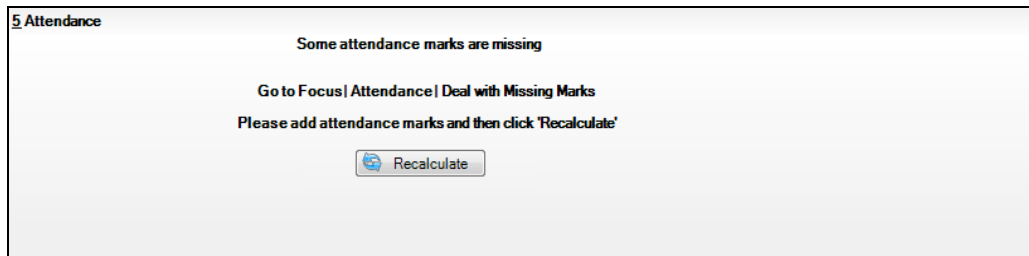 5 Attendance
Some attendance marks are missing
Go to Focus| Attendance| Deal with Missing Marks
Please add attendance marks and then click 'Recalculate'
Recalculate